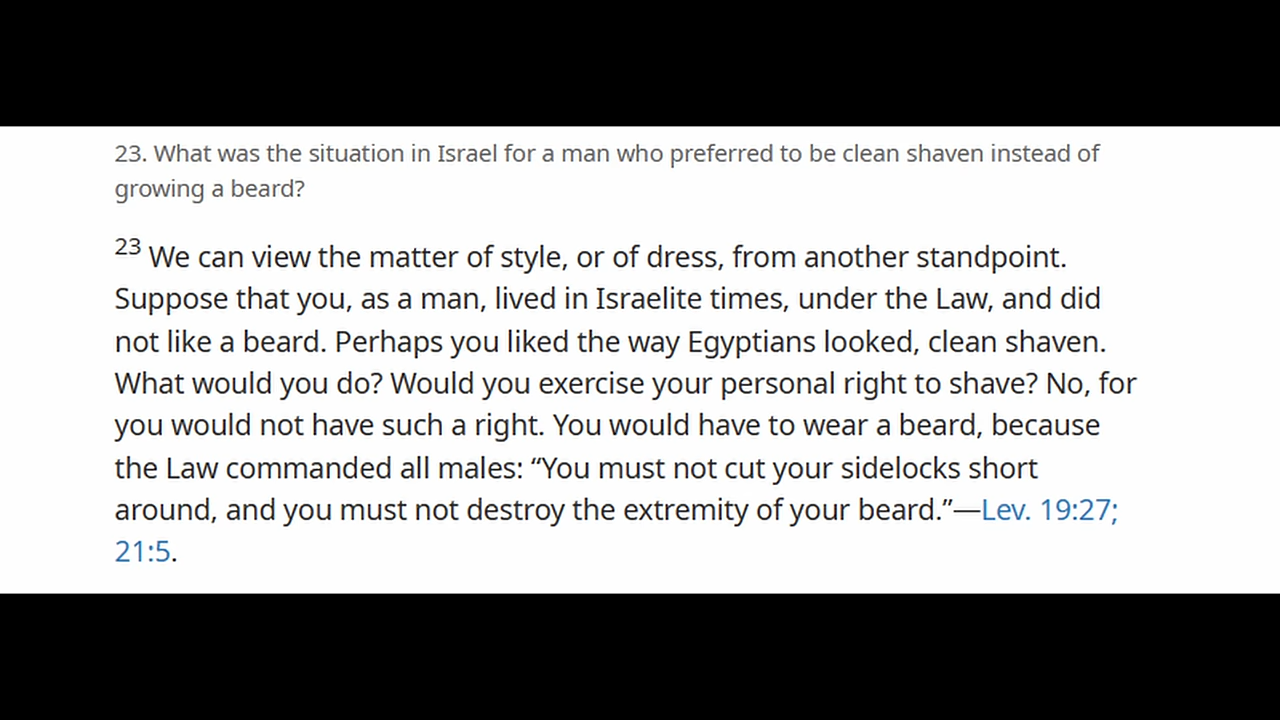 23. What was the situation in Israel for a man who preferred to be clean shaven instead of
growing a beard?
23 We can view the matter of style, or of dress, from another standpoint.
Suppose that you, as a man, lived in Israelite times, under the Law, and did
not like a beard. Perhaps you liked the way Egyptians looked, clean shaven.
What would you do? Would you exercise your personal right to shave? No, for
you would not have such a right. You would have to wear a beard, because
the Law commanded all males: “You must not cut your sidelocks short
around, and you must not destroy the extremity of your beard.”—Lev. 19:27;
21:5.